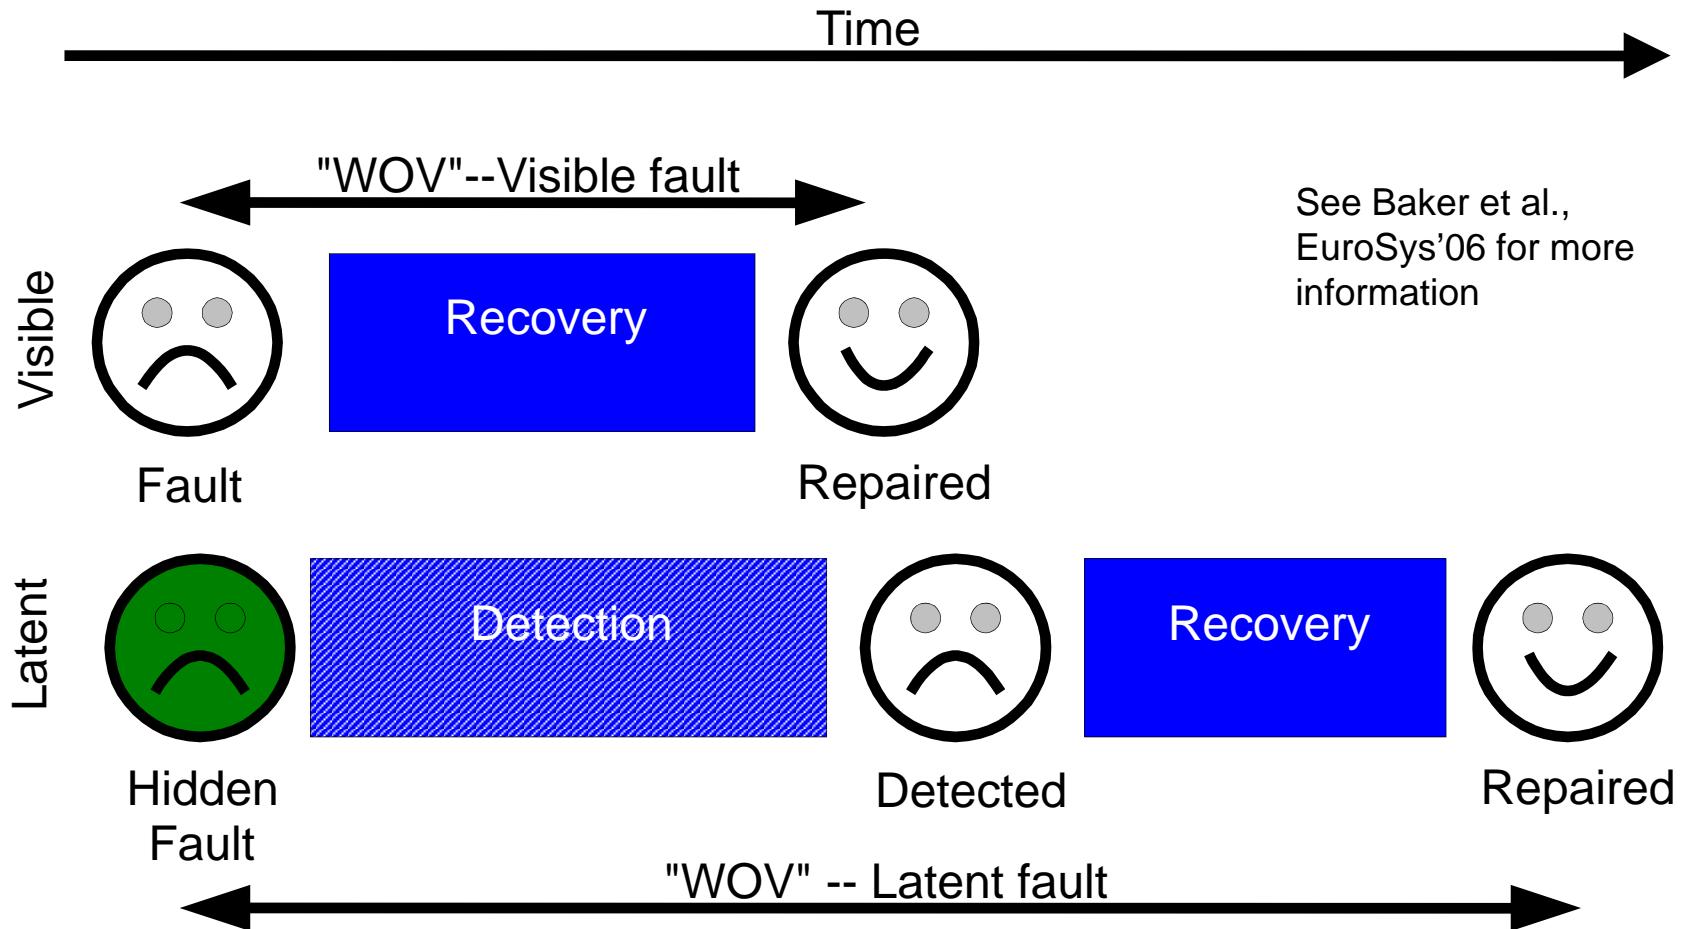 Time
"WOV"--Visible fault
See Baker et al.,
EuroSys’06 for more
information
Visible
Recovery
Fault
Repaired
Latent
Detection
Recovery
Hidden
Fault
Detected
Repaired
"WOV" -- Latent fault